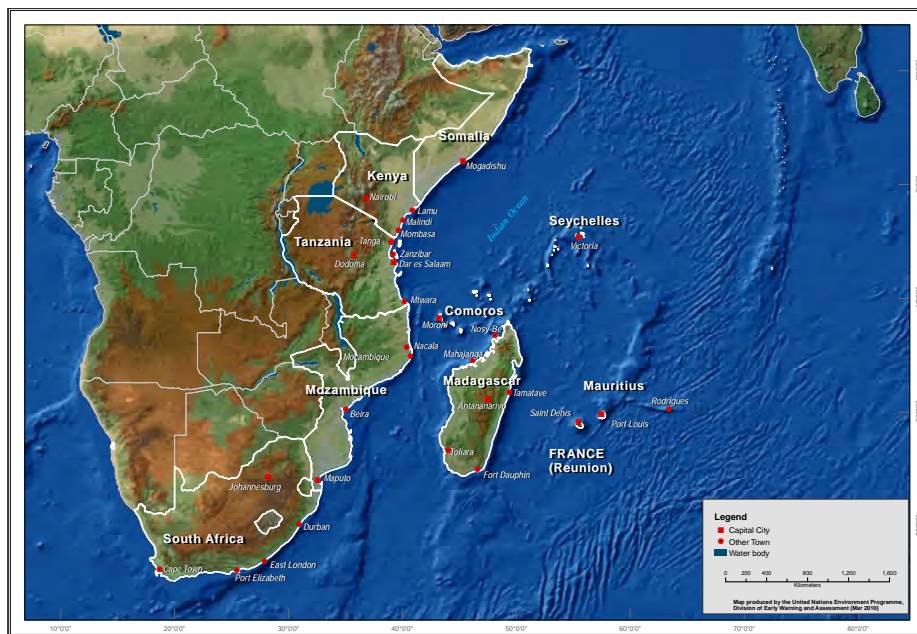 Somalia
Mogadishu
Kenya
Nairobi
Lamu
Malindi
Mombasa
Indian Ocean
Seychelles
Victoria
Tanzania
Tanga
Zanzibar
Dodoma
Dar es Salaam
Mtwara
Comoros
Moroni
Nosy-Be
Nacala
Mozambique
Mahajanga
Mozambique
Madagascar
Tamatave
Antananarivo
Mauritius
Rodrigues
Beira
Saint Denis
Port Louis
Toliara
FRANCE
(Reunion)
Fort Dauphin
Johannesburg
Maputo
Durban
South Africa
East London
Cape Town
Port Elizabeth
Legend
Capital City
Other Town
Water body
0 200 400 800 1,200 1,600
Kilometers
Map produced by the United Nations Environment Programme,
Division of Early Warning and Assessment (Mar 2010)
10°0'0" 20°0'0" 30°0'0" 40°0'0" 50°0'0" 60°0'0" 70°0'0" 80°0'0"